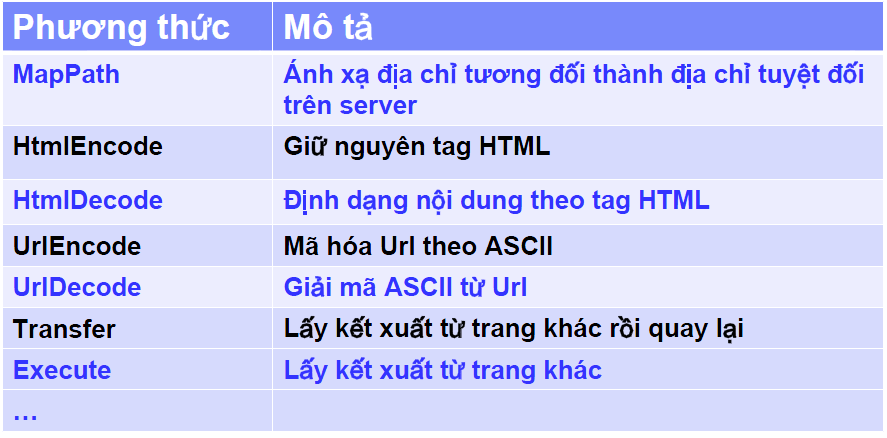 Phương thức Mô tả
MapPath Ánh xạ địa chỉ tương đối thành địa chỉ tuyệt đối
trên server
HtmlEncode Giữ nguyên tag HTML
HtmlDecode Định dạng nội dung theo tag HTML
UrlEncode Mã hóa Url theo ASCII
UrlDecode Giải mã ASCII từ Url
Transfer Lấy kết xuất từ trang khác rồi quay lại
Execute Lấy kết xuất từ trang khác
…